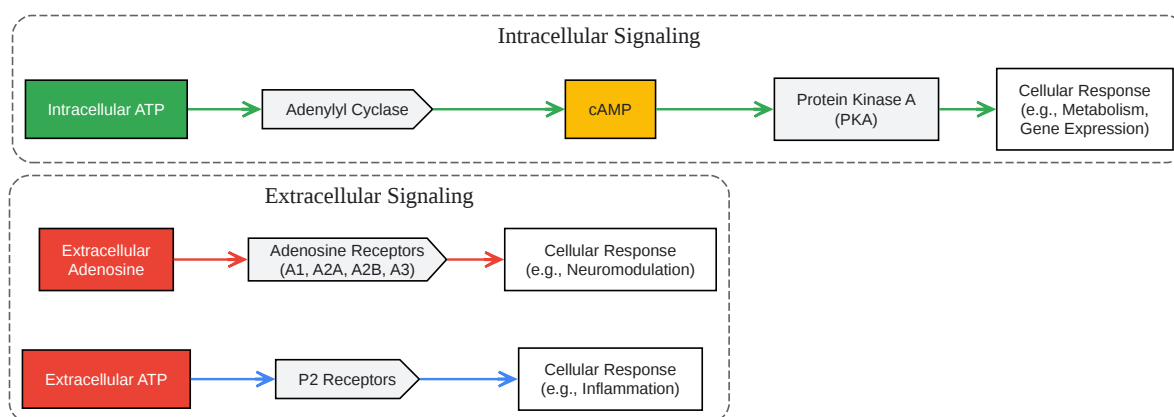 Intracellular Signaling
Intracellular ATP
Adenylyl Cyclase
cAMP
Protein Kinase A
(PKA)
Cellular Response
(e.g., Metabolism,
Gene Expression)
Extracellular Signaling
Extracellular
Adenosine
Adenosine Receptors
(A1, A2A, A2B, A3)
Cellular Response
(e.g., Neuromodulation)
Extracellular ATP
P2 Receptors
Cellular Response
(e.g., Inflammation)